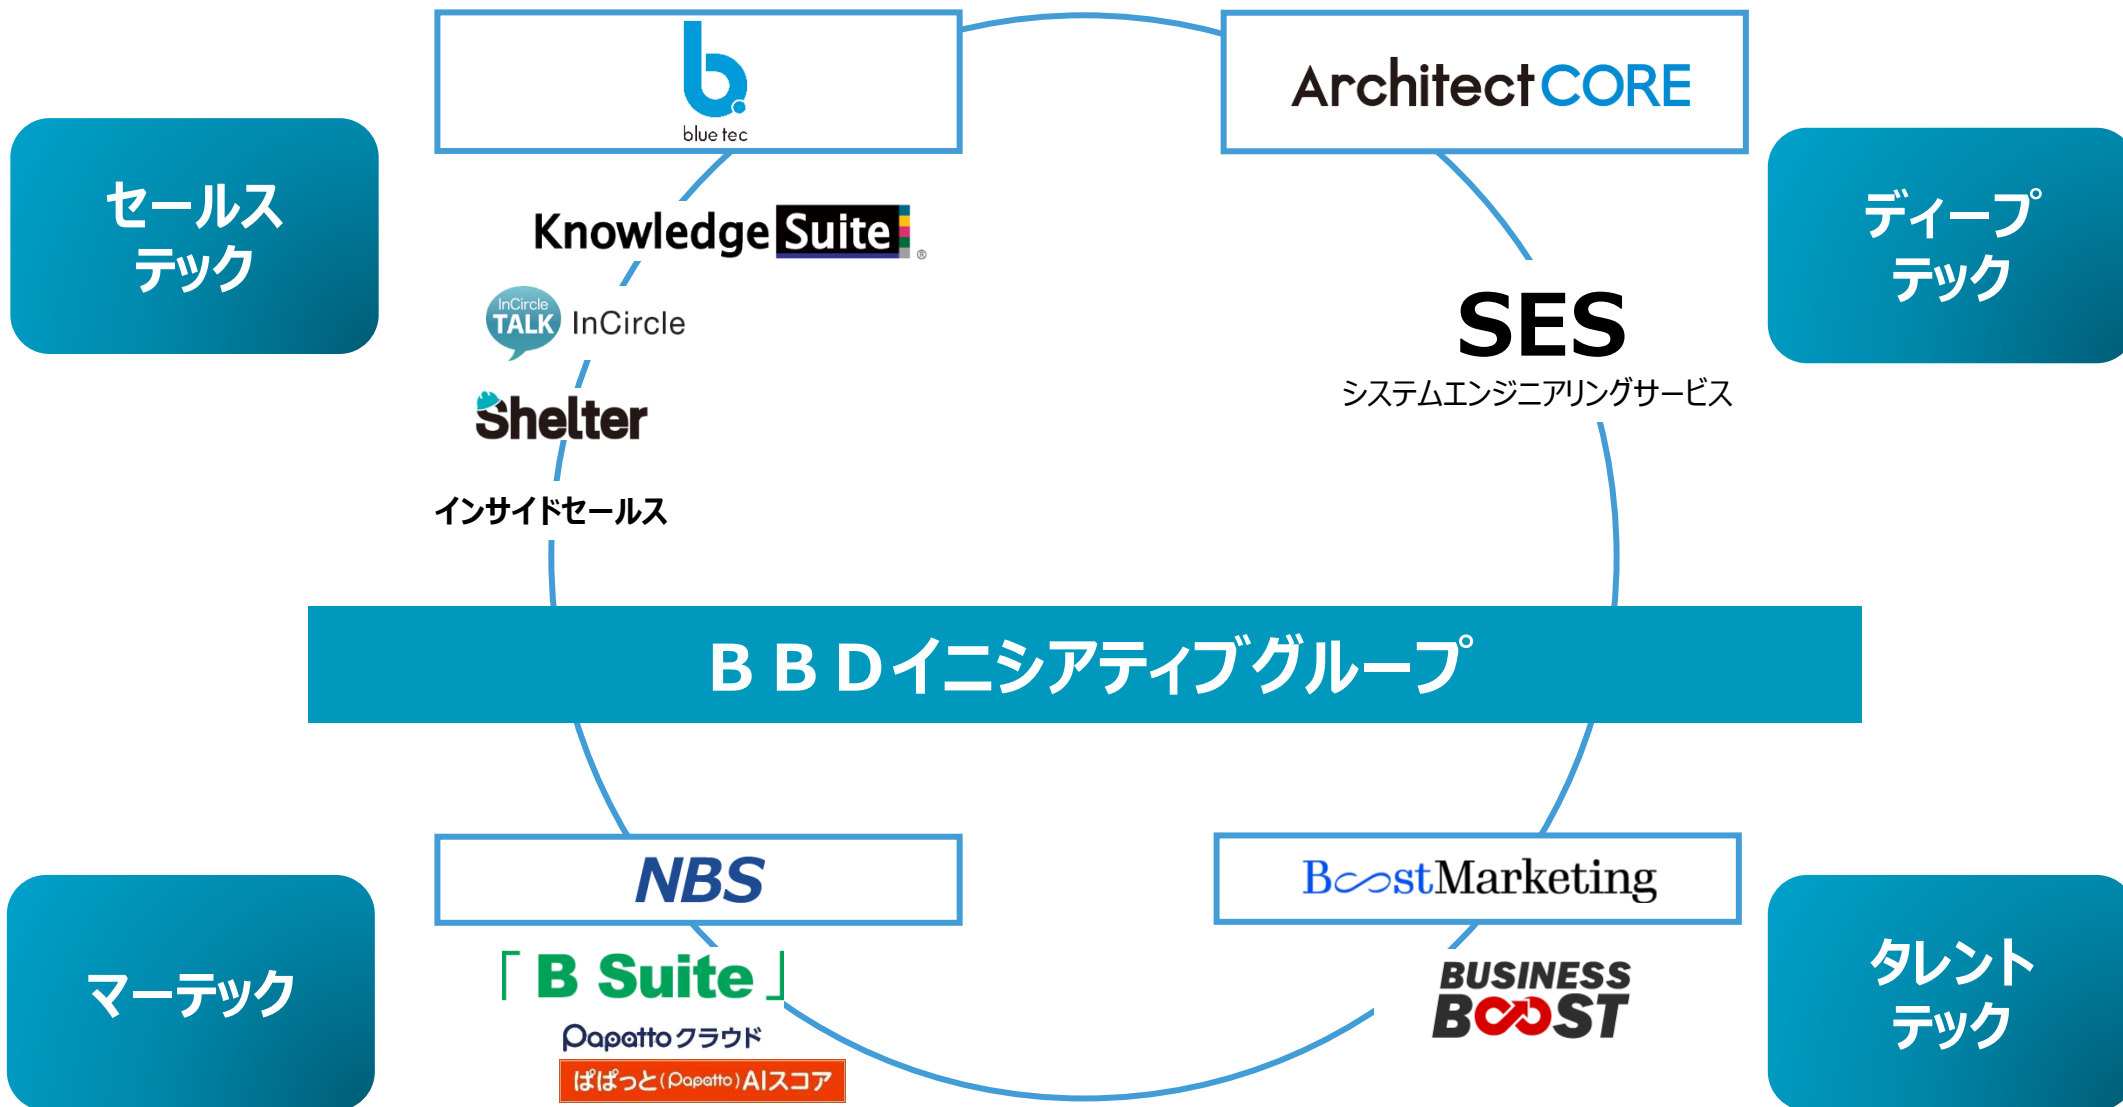 blue tec
ArchitectCORE
セールス
テック
ディープ
テック
KnowledgeSuite®
InCircle
TALK
InCircle
Shelter
インサイドセールス
SES
システムエンジニアリングサービス
ＢＢＤイニシアティブグループ
NBS
BoostMarketing
マーテック
「B Suite」
Papattoクラウド
ぱぱっと(Papatto)AIスコア
BUSINESS
BOOST
タレント
テック